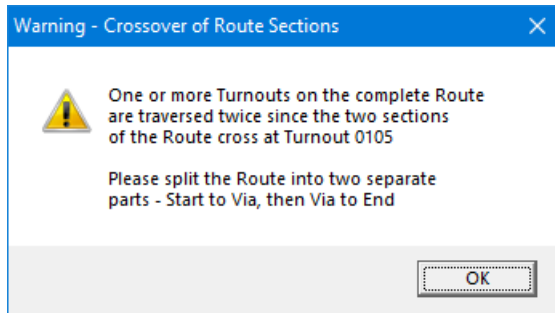 Warning - Crossover of Route Sections
One or more Turnouts on the complete Route
are traversed twice since the two sections
of the Route cross at Turnout 0105
Please split the Route into two separate
parts - Start to Via, then Via to End
OK